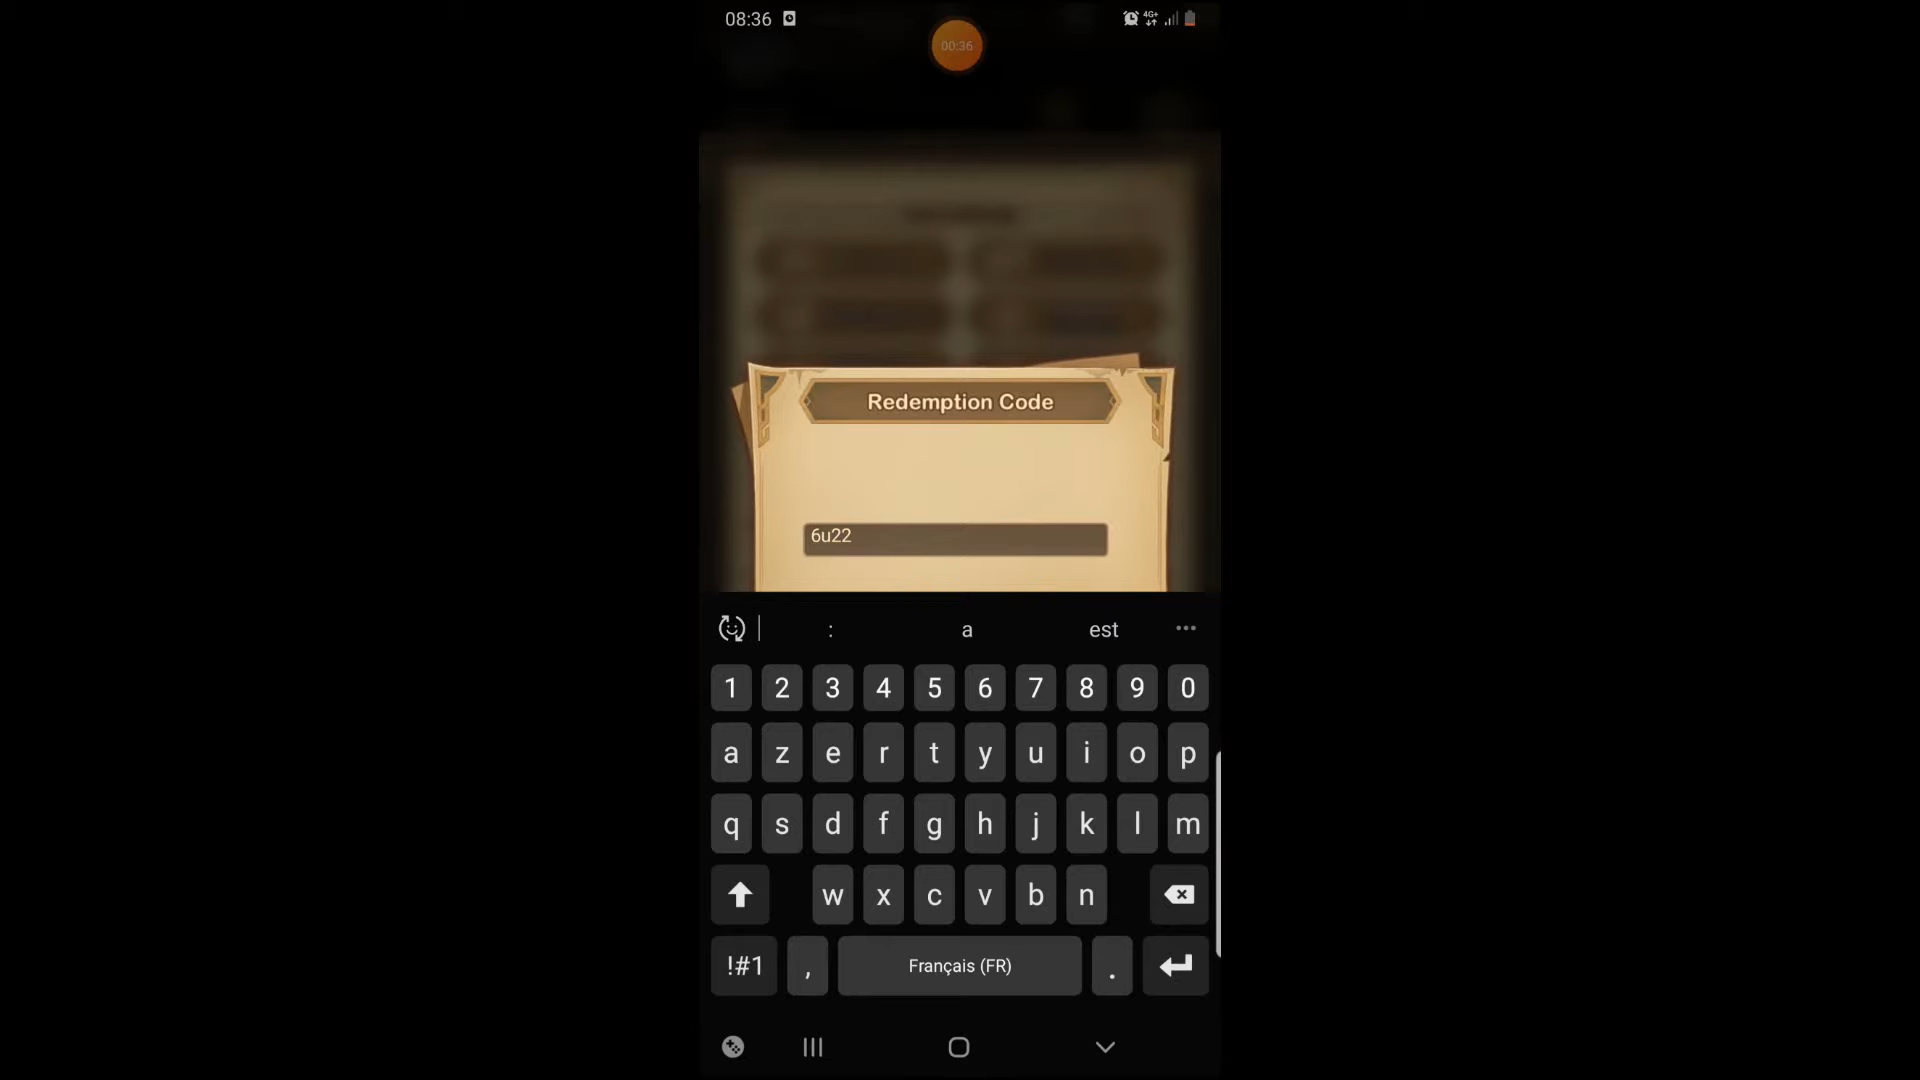 08:36
4G+
00:36
Redemption Code
6u22
: a est
1 2 3 4 5 6 7 8 9 0
a z e r t y u i o p
q s d f g h j k l m
w x c v b n
!#1 , Français (FR) .